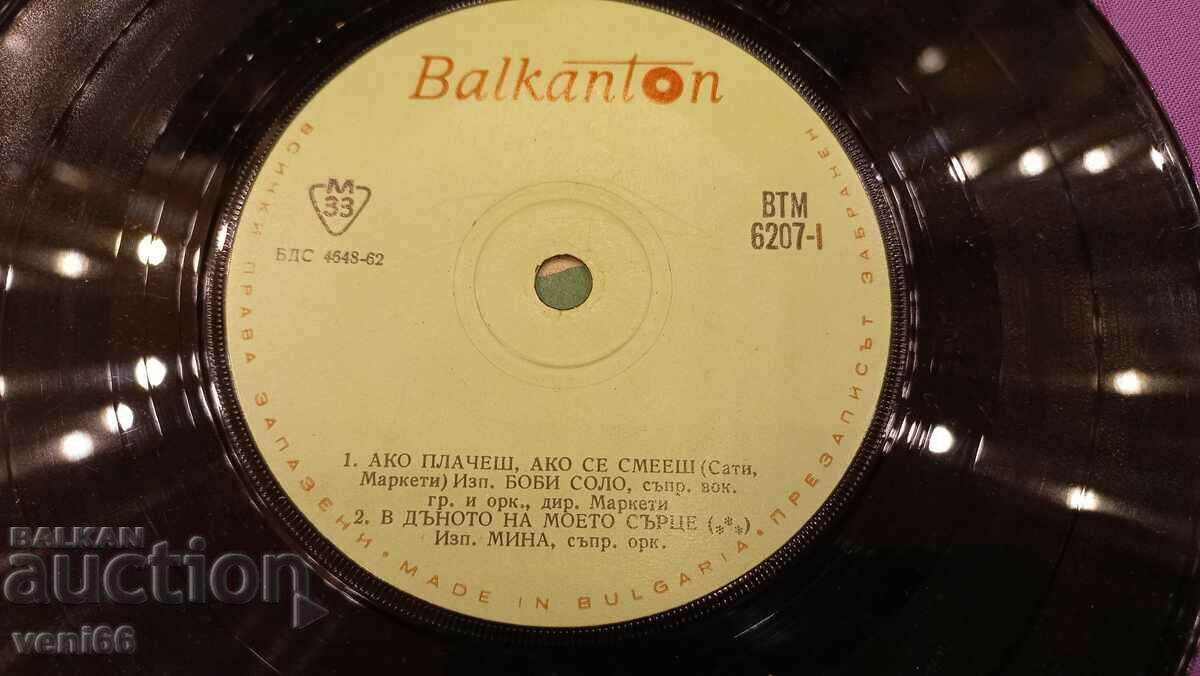 Balkanton
М
33
БДС 4648-62
ВТМ
6207-I
1. АКО ПЛАЧЕШ, АКО СЕ СМЕЕШ (Сати,
Маркети) Изп. БОБИ СОЛО, съпр. вок.
гр. и орк., дир. Маркети
2. В ДЪНОТО НА МОЕТО СЪРЦЕ (***)
Изп. МИНА, съпр. орк.
ВСИЧКИ ПРАВА ЗАПАЗЕНИ • MADE IN BULGARIA • ПРЕЗАПИСЪТ ЗАБРАНЕН
BALKAN
auction
veni66